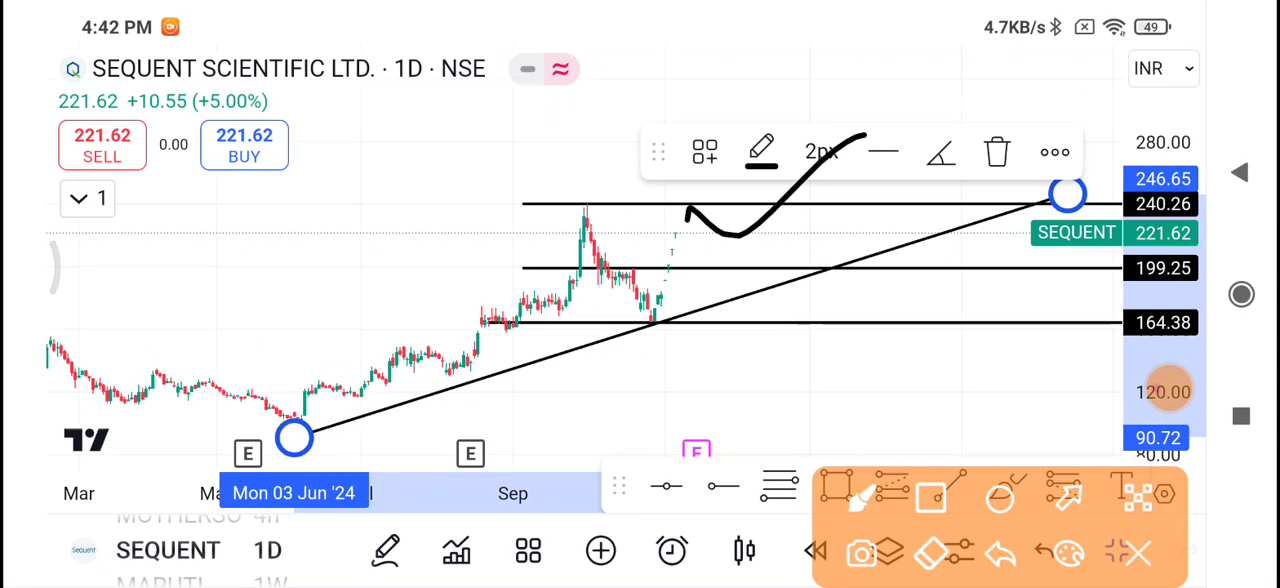 4:42 PM 4.7KB/s 49
SEQUENT SCIENTIFIC LTD. · 1D · NSE INR
221.62 +10.55 (+5.00%)
221.62 SELL 0.00 221.62 BUY
2px
280.00
1
246.65
240.26
SEQUENT 221.62
199.25
164.38
120.00
E E E 90.72
80.00
Mar Mon 03 Jun '24 Sep T
SEQUENT 1D